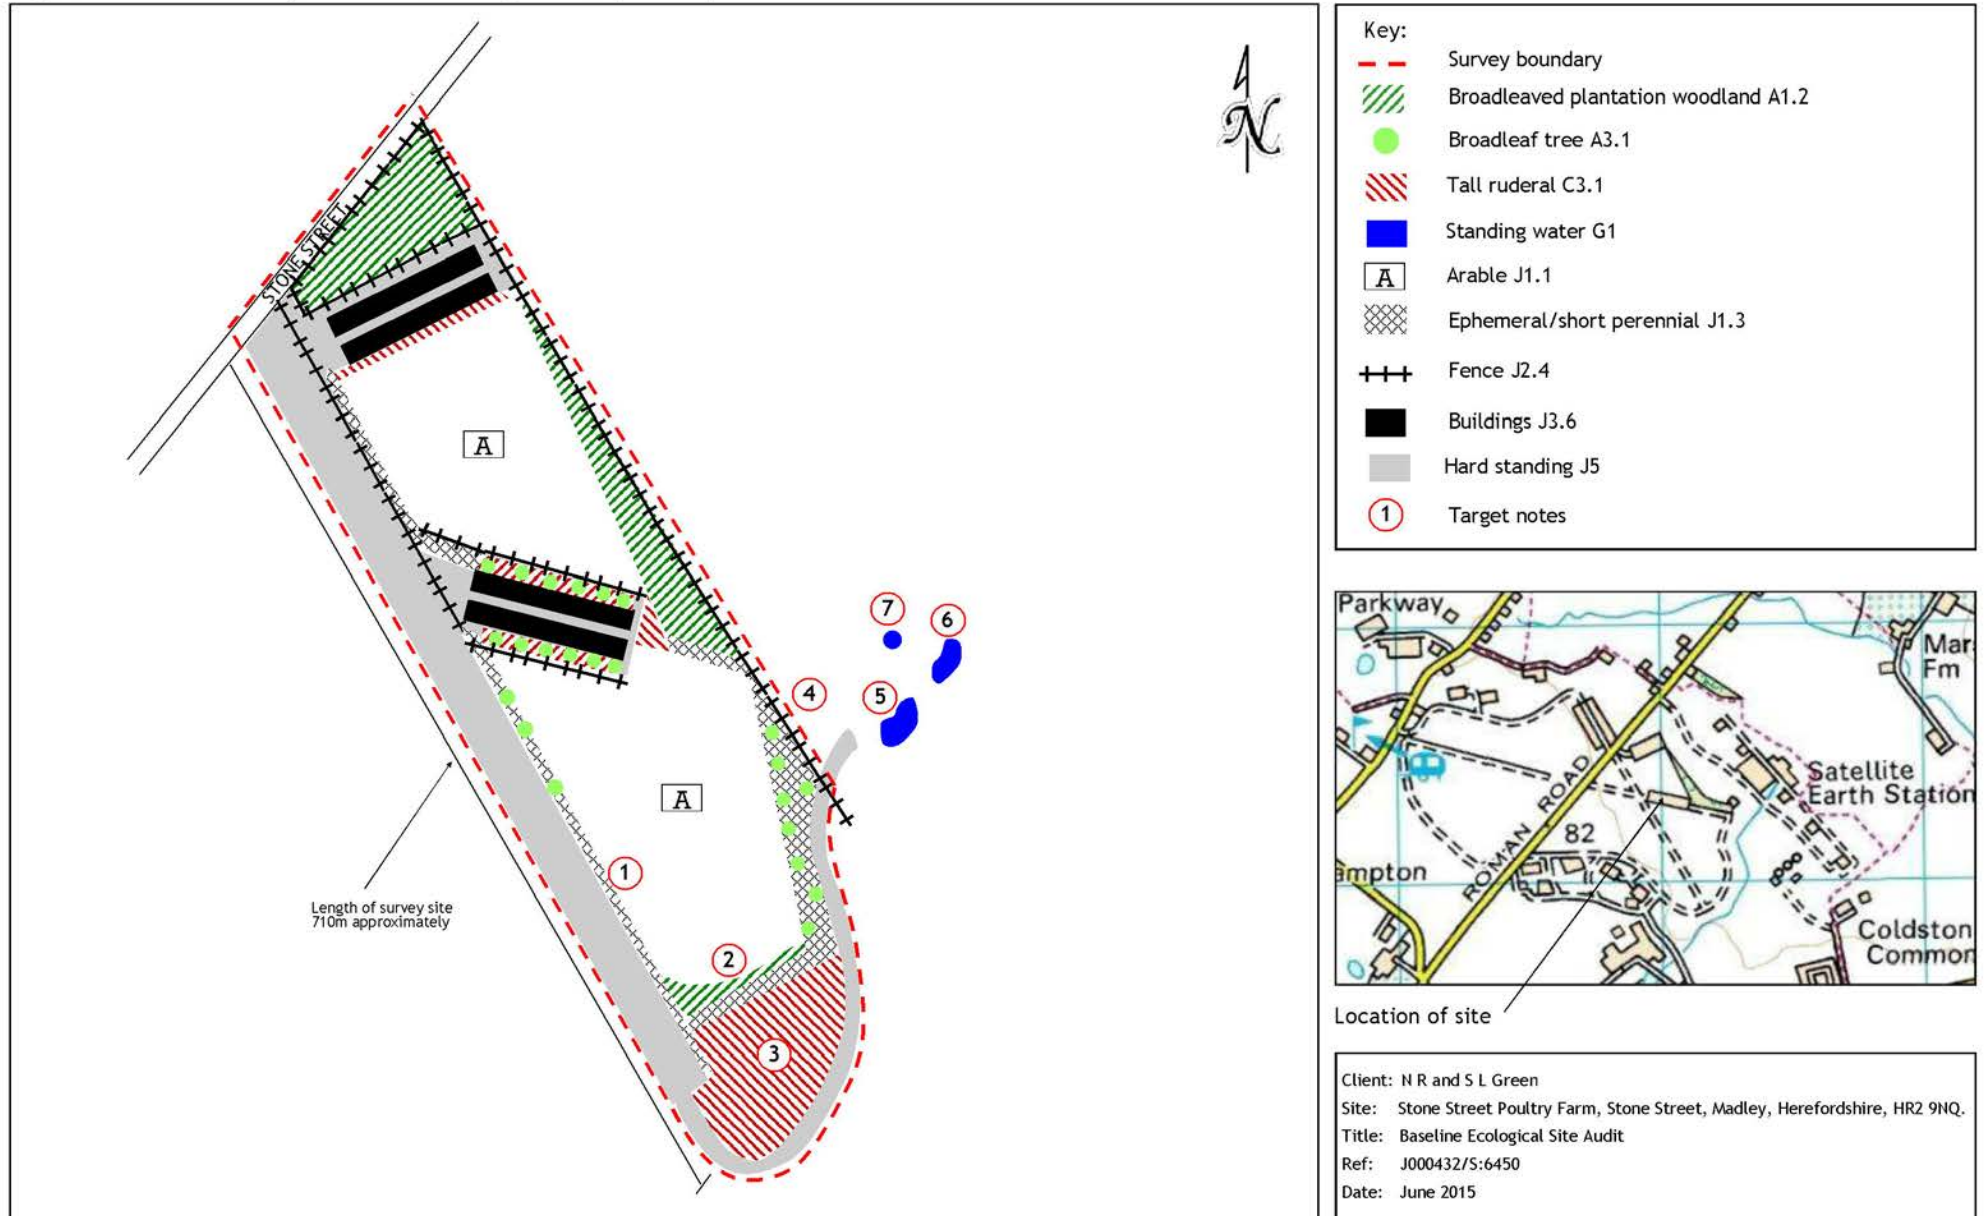 N
STONE STREET
A
A
1
2
3
4
5
6
7
Length of survey site
710m approximately
Key:
Survey boundary
Broadleaved plantation woodland A1.2
Broadleaf tree A3.1
Tall ruderal C3.1
Standing water G1
A
Arable J1.1
Ephemeral/short perennial J1.3
Fence J2.4
Buildings J3.6
Hard standing J5
1
Target notes
Parkway
Mar
Fm
Satellite
Earth Station
ROMAN ROAD
82
ampton
Coldston
Common
Location of site
Client: N R and S L Green
Site: Stone Street Poultry Farm, Stone Street, Madley, Herefordshire, HR2 9NQ.
Title: Baseline Ecological Site Audit
Ref: J000432/S:6450
Date: June 2015